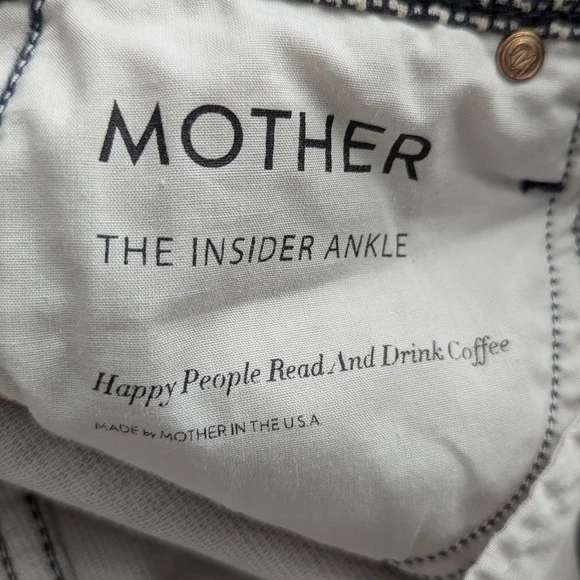 MOTHER
THE INSIDER ANKLE
Happy People Read And Drink Coffee
MADE by MOTHER IN THE U.S.A.